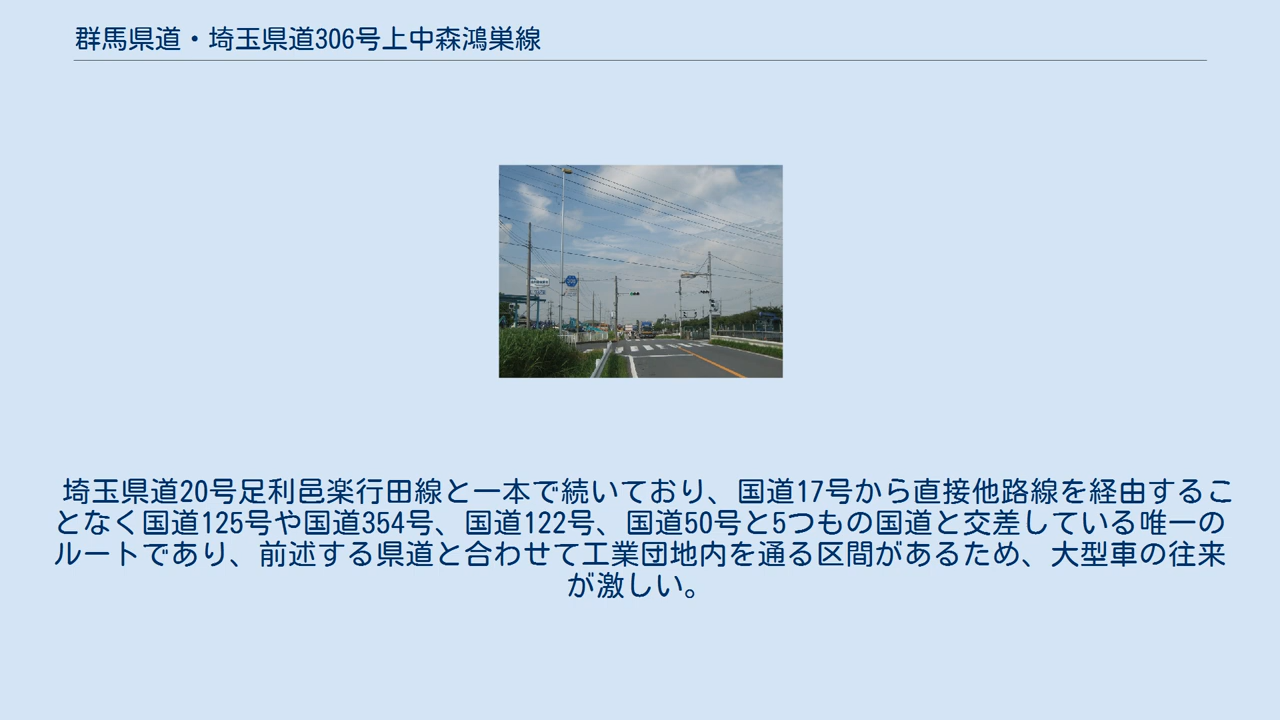 群馬県道・埼玉県道306号上中森鴻巣線
埼玉県道20号足利邑楽行田線と一本で続いており、国道17号から直接他路線を経由するこ
となく国道125号や国道354号、国道122号、国道50号と5つもの国道と交差している唯一の
ルートであり、前述する県道と合わせて工業団地内を通る区間があるため、大型車の往来
が激しい。